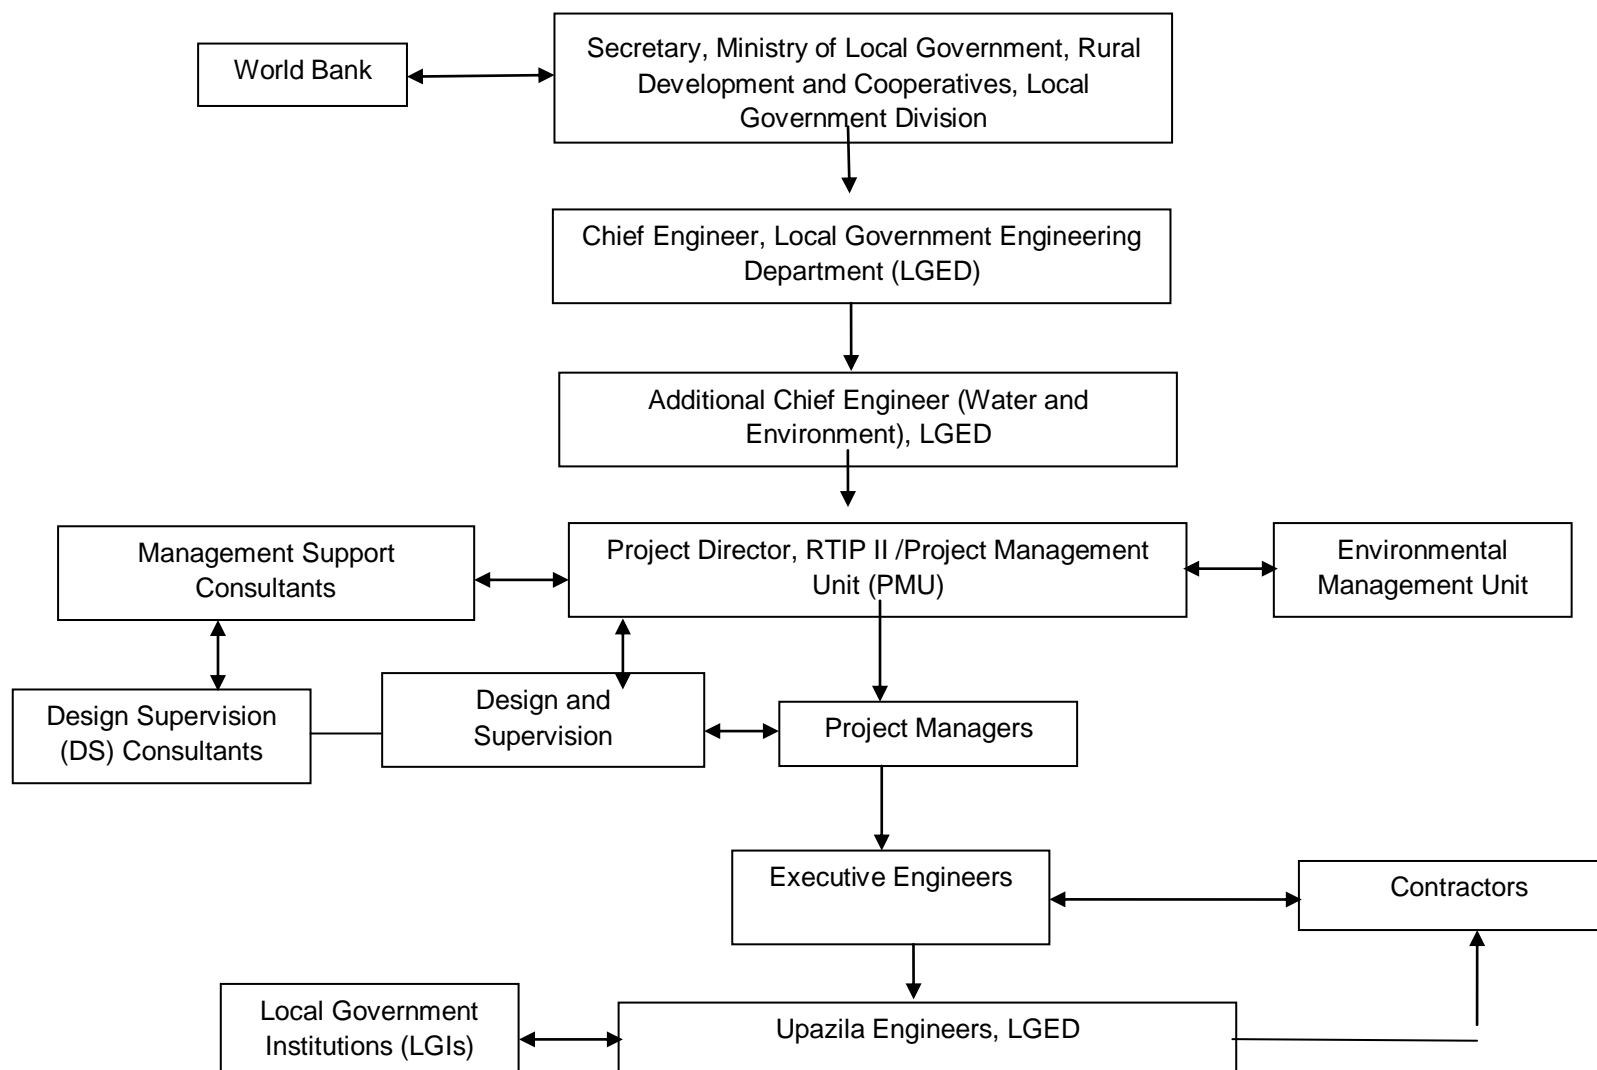 World Bank
Secretary, Ministry of Local Government, Rural
Development and Cooperatives, Local
Government Division
Chief Engineer, Local Government Engineering
Department (LGED)
Additional Chief Engineer (Water and
Environment), LGED
Management Support
Consultants
Project Director, RTIP II /Project Management
Unit (PMU)
Environmental
Management Unit
Design Supervision
(DS) Consultants
Design and
Supervision
Project Managers
Executive Engineers
Contractors
Local Government
Institutions (LGIs)
Upazila Engineers, LGED